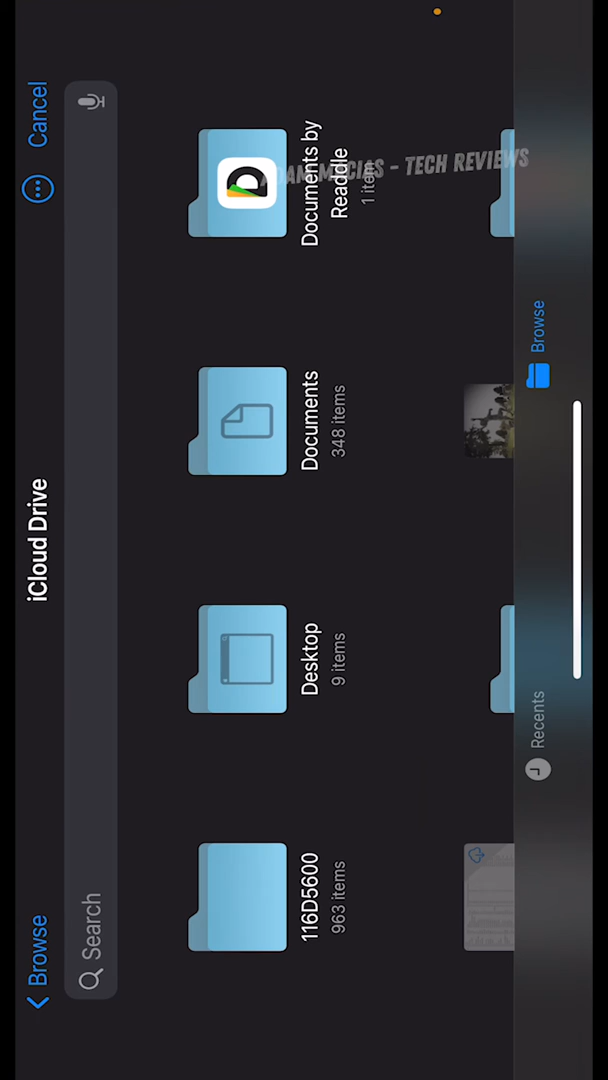 Browse
iCloud Drive
Cancel
Search
116D5600
963 items
Desktop
9 items
Documents
348 items
Documents by
Readdle
1 item
- TECH REVIEWS
Recents
Browse